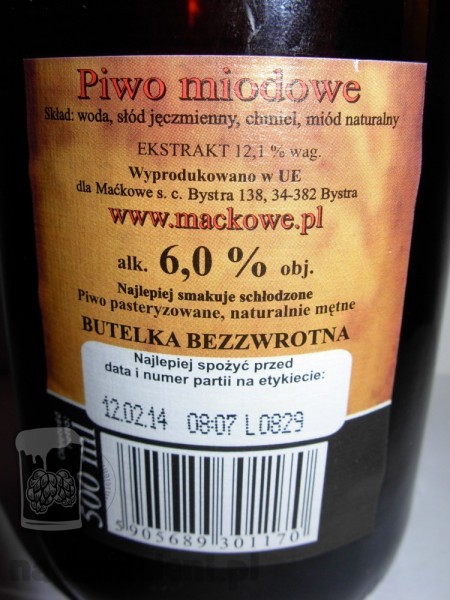 Piwo miodowe
Skład: woda, słód jęczmienny, chmiel, miód naturalny
EKSTRAKT 12,1 % wag.
Wyprodukowano w UE
dla Maćkowe s. c. Bystra 138, 34-382 Bystra
www.mackowe.pl
alk. 6,0 % obj.
Najlepiej smakuje schłodzone
Piwo pasteryzowane, naturalnie mętne
BUTELKA BEZZWROTNA
Najlepiej spożyć przed
data i numer partii na etykiecie:
12.02.14 08:07 L0829
500 ml
5 905689 301170